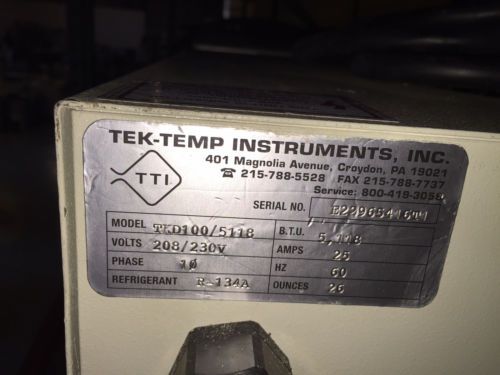 TEK-TEMP INSTRUMENTS, INC.
401 Magnolia Avenue, Croydon, PA 19021
☎ 215-788-5528 FAX 215-788-7737
Service: 800-419-3058
TTI
SERIAL NO.
MODEL TKD100/5118 B.T.U. 5,118
VOLTS 208/230V AMPS 25
PHASE 1Ø HZ 60
REFRIGERANT R-134A OUNCES 26